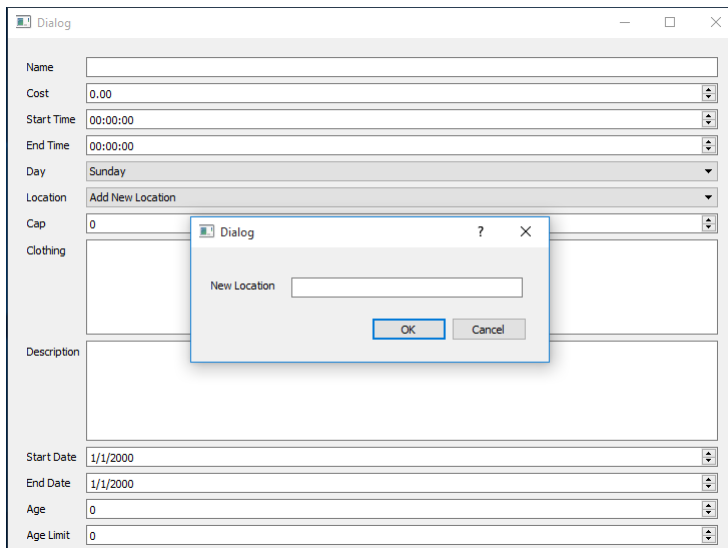 Dialog
Name
Cost 0.00
Start Time 00:00:00
End Time 00:00:00
Day Sunday
Location Add New Location
Cap 0
Clothing
Dialog ?
New Location
OK Cancel
Description
Start Date 1/1/2000
End Date 1/1/2000
Age 0
Age Limit 0